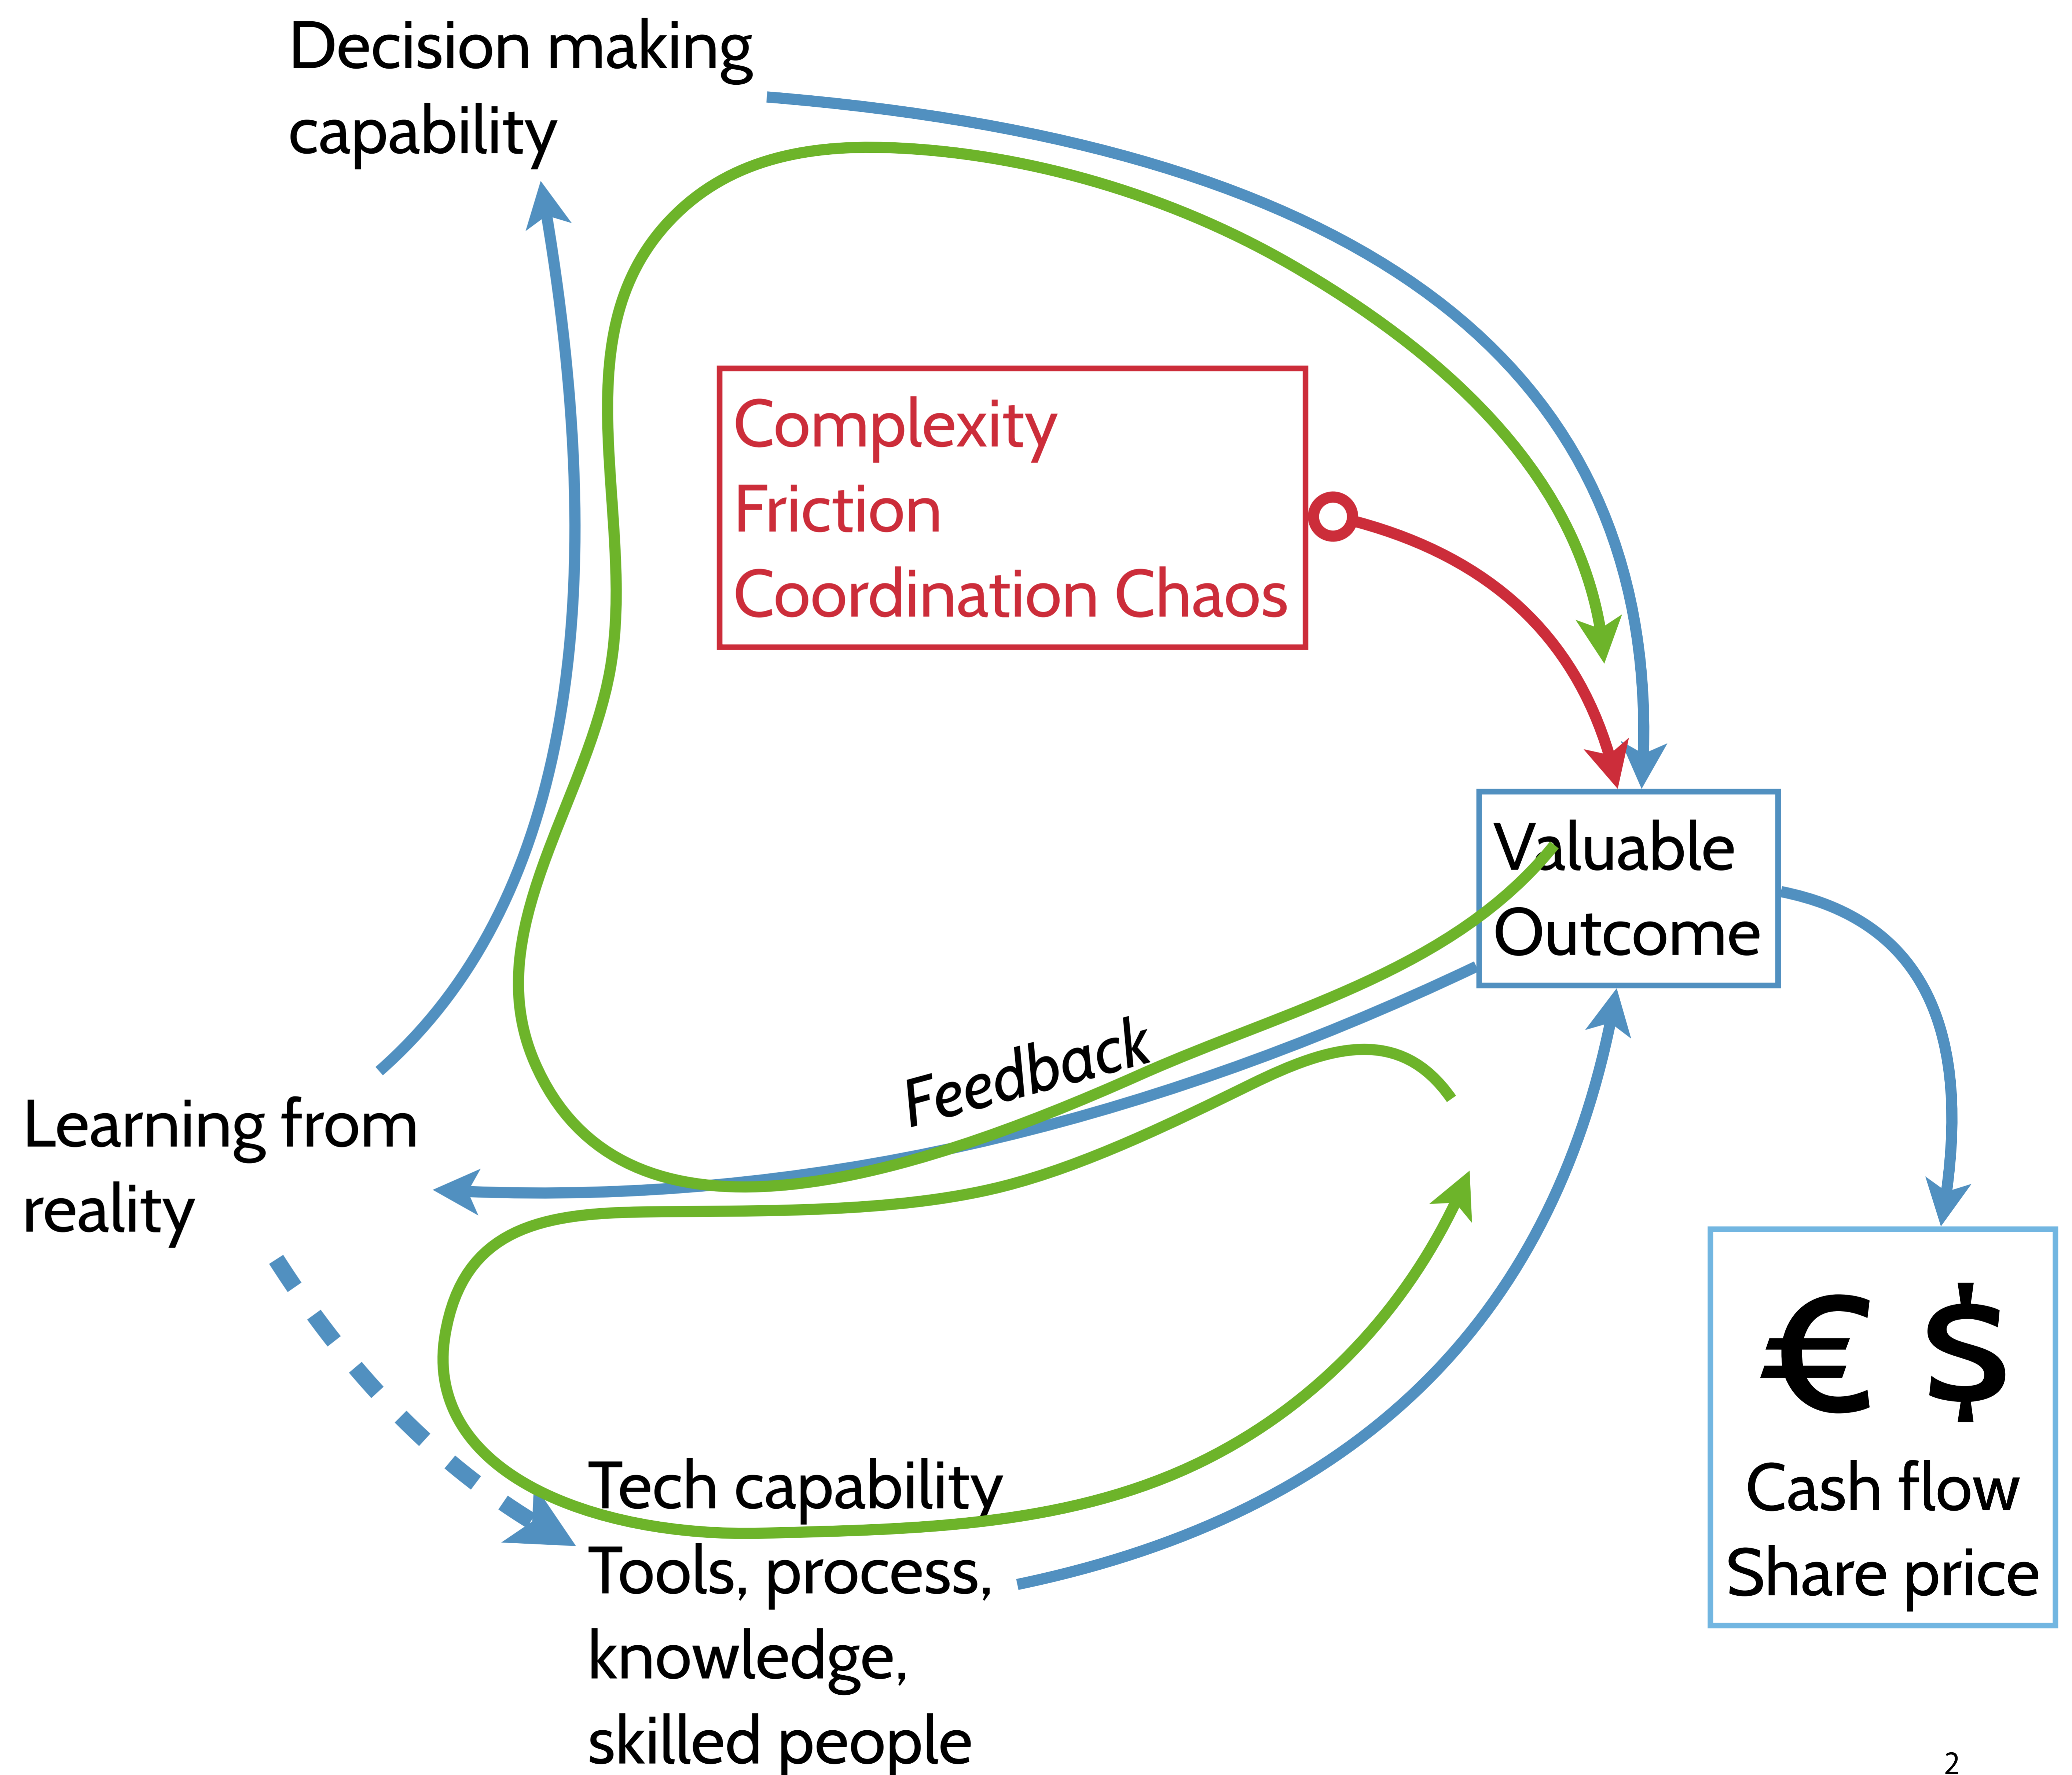 Decision making
capability
Complexity
Friction
Coordination Chaos
Valuable
Outcome
Feedback
Learning from
reality
€ $
Cash flow
Share price
Tech capability
Tools, process,
knowledge,
skilled people
2